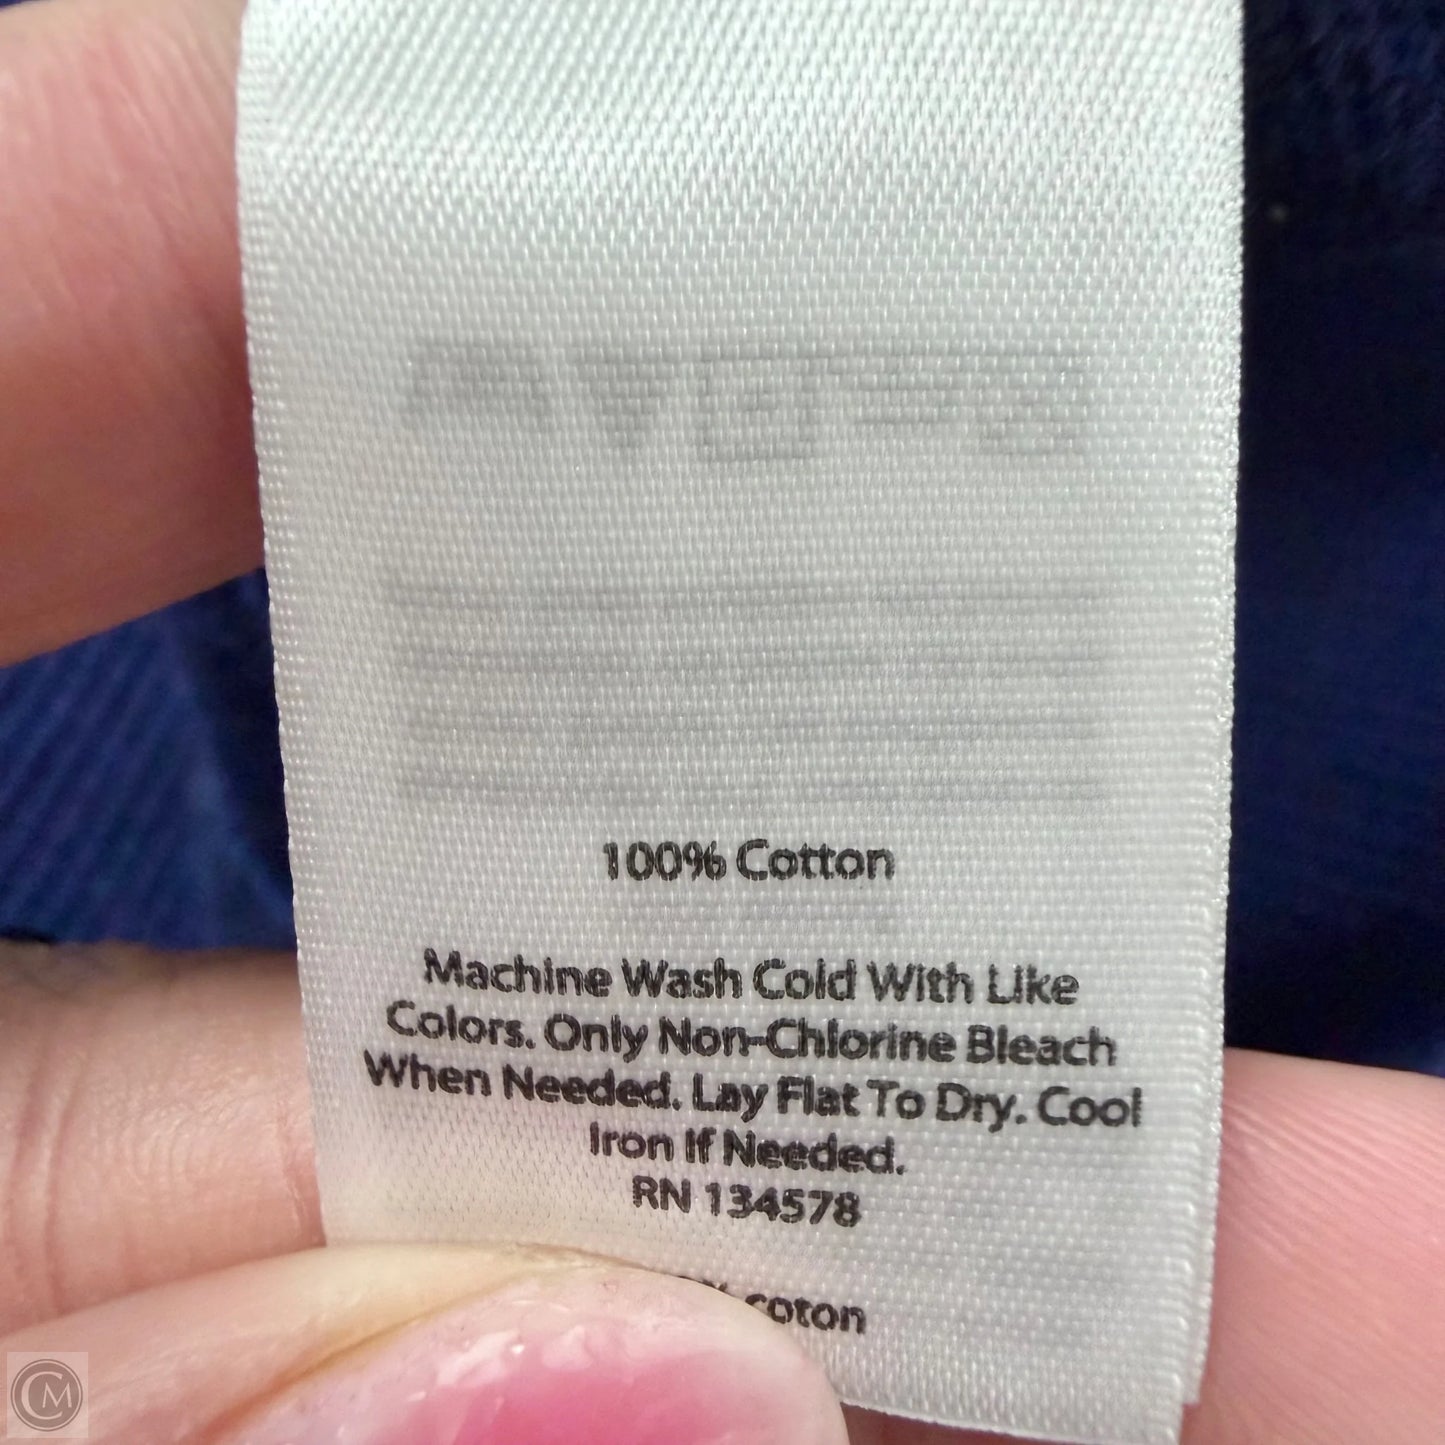 100% Cotton
Machine Wash Cold With Like
Colors. Only Non-Chlorine Bleach
When Needed. Lay Flat To Dry. Cool
Iron If Needed.
RN 134578
coton
CM